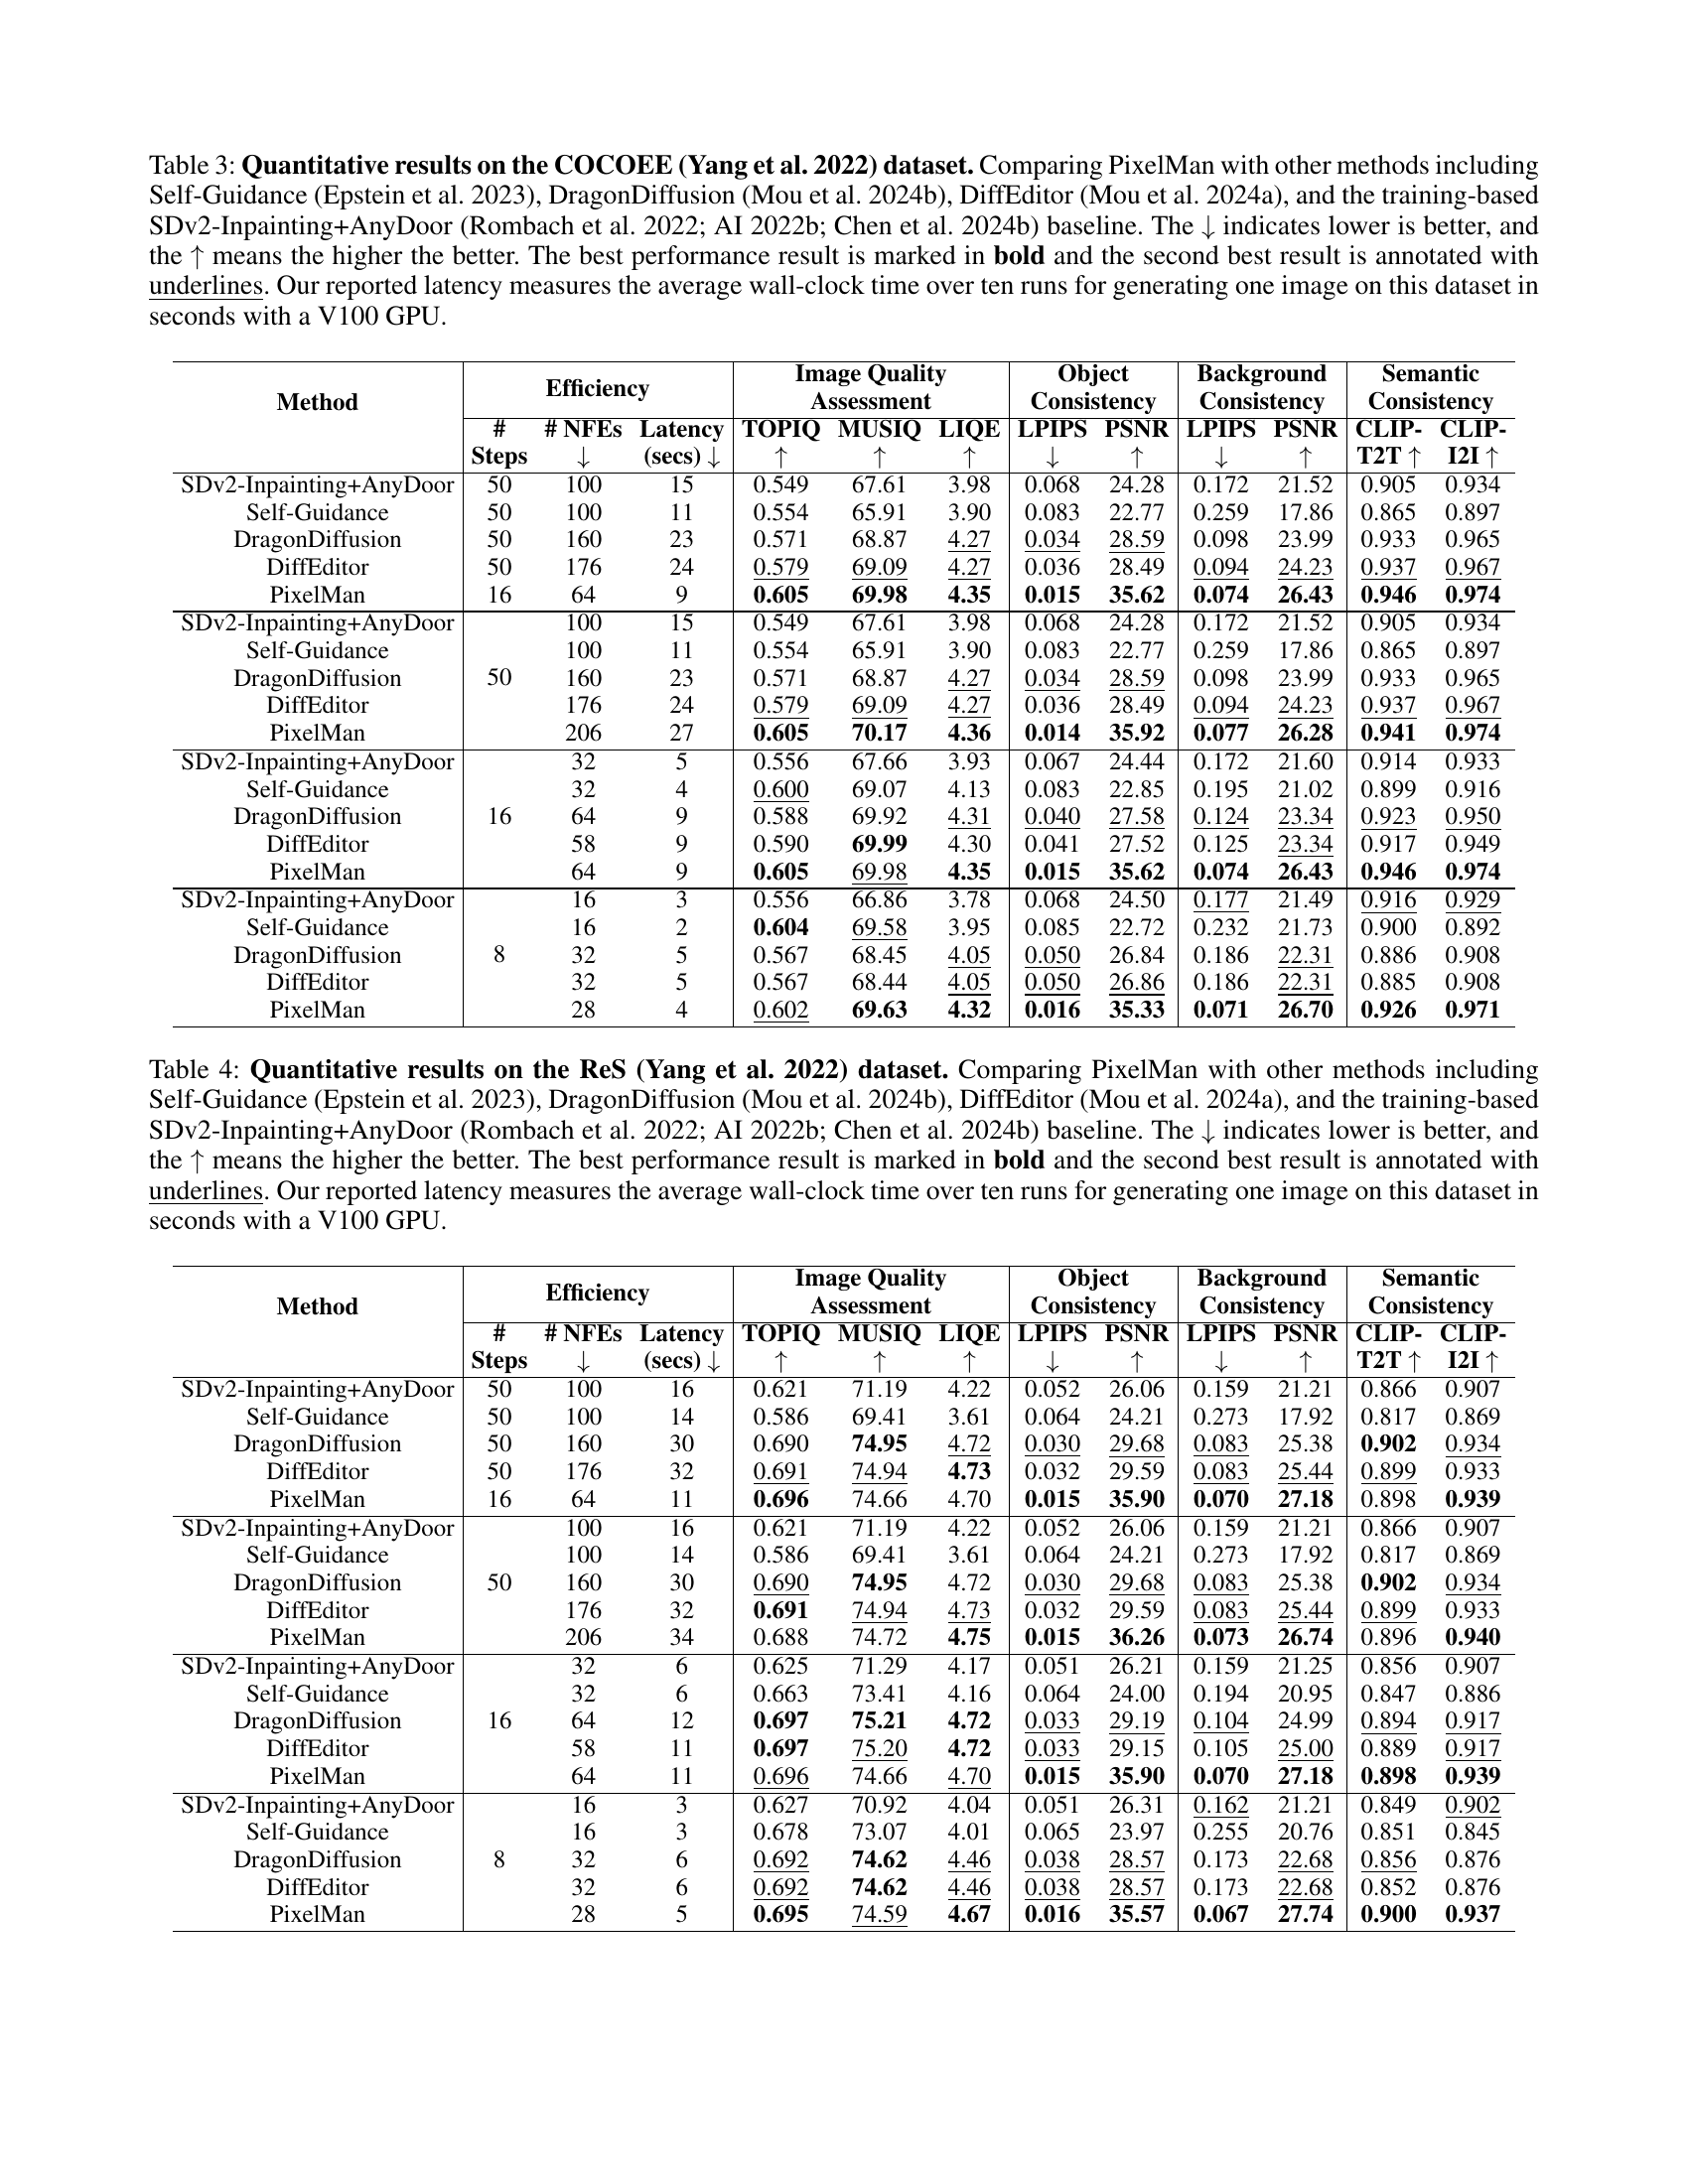 Table 3: Quantitative results on the COCOEE (Yang et al. 2022) dataset. Comparing PixelMan with other methods including
Self-Guidance (Epstein et al. 2023), DragonDiffusion (Mou et al. 2024b), DiffEditor (Mou et al. 2024a), and the training-based
SDv2-Inpainting+AnyDoor (Rombach et al. 2022; AI 2022b; Chen et al. 2024b) baseline. The ↓ indicates lower is better, and
the ↑ means the higher the better. The best performance result is marked in bold and the second best result is annotated with
underlines. Our reported latency measures the average wall-clock time over ten runs for generating one image on this dataset in
seconds with a V100 GPU.
Method Efficiency Image Quality Assessment Object Consistency Background Consistency Semantic Consistency
# Steps # NFEs ↓ Latency (secs) ↓ TOPIQ ↑ MUSIQ ↑ LIQE ↑ LPIPS ↓ PSNR ↑ LPIPS ↓ PSNR ↑ CLIP-T2T ↑ CLIP-I2I ↑
SDv2-Inpainting+AnyDoor 50 100 15 0.549 67.61 3.98 0.068 24.28 0.172 21.52 0.905 0.934
Self-Guidance 50 100 11 0.554 65.91 3.90 0.083 22.77 0.259 17.86 0.865 0.897
DragonDiffusion 50 160 23 0.571 68.87 4.27 0.034 28.59 0.098 23.99 0.933 0.965
DiffEditor 50 176 24 0.579 69.09 4.27 0.036 28.49 0.094 24.23 0.937 0.967
PixelMan 16 64 9 0.605 69.98 4.35 0.015 35.62 0.074 26.43 0.946 0.974
SDv2-Inpainting+AnyDoor 100 15 0.549 67.61 3.98 0.068 24.28 0.172 21.52 0.905 0.934
Self-Guidance 100 11 0.554 65.91 3.90 0.083 22.77 0.259 17.86 0.865 0.897
DragonDiffusion 50 160 23 0.571 68.87 4.27 0.034 28.59 0.098 23.99 0.933 0.965
DiffEditor 176 24 0.579 69.09 4.27 0.036 28.49 0.094 24.23 0.937 0.967
PixelMan 206 27 0.605 70.17 4.36 0.014 35.92 0.077 26.28 0.941 0.974
SDv2-Inpainting+AnyDoor 32 5 0.556 67.66 3.93 0.067 24.44 0.172 21.60 0.914 0.933
Self-Guidance 32 4 0.600 69.07 4.13 0.083 22.85 0.195 21.02 0.899 0.916
DragonDiffusion 16 64 9 0.588 69.92 4.31 0.040 27.58 0.124 23.34 0.923 0.950
DiffEditor 58 9 0.590 69.99 4.30 0.041 27.52 0.125 23.34 0.917 0.949
PixelMan 64 9 0.605 69.98 4.35 0.015 35.62 0.074 26.43 0.946 0.974
SDv2-Inpainting+AnyDoor 16 3 0.556 66.86 3.78 0.068 24.50 0.177 21.49 0.916 0.929
Self-Guidance 16 2 0.604 69.58 3.95 0.085 22.72 0.232 21.73 0.900 0.892
DragonDiffusion 8 32 5 0.567 68.45 4.05 0.050 26.84 0.186 22.31 0.886 0.908
DiffEditor 32 5 0.567 68.44 4.05 0.050 26.86 0.186 22.31 0.885 0.908
PixelMan 28 4 0.602 69.63 4.32 0.016 35.33 0.071 26.70 0.926 0.971
Table 4: Quantitative results on the ReS (Yang et al. 2022) dataset. Comparing PixelMan with other methods including
Self-Guidance (Epstein et al. 2023), DragonDiffusion (Mou et al. 2024b), DiffEditor (Mou et al. 2024a), and the training-based
SDv2-Inpainting+AnyDoor (Rombach et al. 2022; AI 2022b; Chen et al. 2024b) baseline. The ↓ indicates lower is better, and
the ↑ means the higher the better. The best performance result is marked in bold and the second best result is annotated with
underlines. Our reported latency measures the average wall-clock time over ten runs for generating one image on this dataset in
seconds with a V100 GPU.
Method Efficiency Image Quality Assessment Object Consistency Background Consistency Semantic Consistency
# Steps # NFEs ↓ Latency (secs) ↓ TOPIQ ↑ MUSIQ ↑ LIQE ↑ LPIPS ↓ PSNR ↑ LPIPS ↓ PSNR ↑ CLIP-T2T ↑ CLIP-I2I ↑
SDv2-Inpainting+AnyDoor 50 100 16 0.621 71.19 4.22 0.052 26.06 0.159 21.21 0.866 0.907
Self-Guidance 50 100 14 0.586 69.41 3.61 0.064 24.21 0.273 17.92 0.817 0.869
DragonDiffusion 50 160 30 0.690 74.95 4.72 0.030 29.68 0.083 25.38 0.902 0.934
DiffEditor 50 176 32 0.691 74.94 4.73 0.032 29.59 0.083 25.44 0.899 0.933
PixelMan 16 64 11 0.696 74.66 4.70 0.015 35.90 0.070 27.18 0.898 0.939
SDv2-Inpainting+AnyDoor 100 16 0.621 71.19 4.22 0.052 26.06 0.159 21.21 0.866 0.907
Self-Guidance 100 14 0.586 69.41 3.61 0.064 24.21 0.273 17.92 0.817 0.869
DragonDiffusion 50 160 30 0.690 74.95 4.72 0.030 29.68 0.083 25.38 0.902 0.934
DiffEditor 176 32 0.691 74.94 4.73 0.032 29.59 0.083 25.44 0.899 0.933
PixelMan 206 34 0.688 74.72 4.75 0.015 36.26 0.073 26.74 0.896 0.940
SDv2-Inpainting+AnyDoor 32 6 0.625 71.29 4.17 0.051 26.21 0.159 21.25 0.856 0.907
Self-Guidance 32 6 0.663 73.41 4.16 0.064 24.00 0.194 20.95 0.847 0.886
DragonDiffusion 16 64 12 0.697 75.21 4.72 0.033 29.19 0.104 24.99 0.894 0.917
DiffEditor 58 11 0.697 75.20 4.72 0.033 29.15 0.105 25.00 0.889 0.917
PixelMan 64 11 0.696 74.66 4.70 0.015 35.90 0.070 27.18 0.898 0.939
SDv2-Inpainting+AnyDoor 16 3 0.627 70.92 4.04 0.051 26.31 0.162 21.21 0.849 0.902
Self-Guidance 16 3 0.678 73.07 4.01 0.065 23.97 0.255 20.76 0.851 0.845
DragonDiffusion 8 32 6 0.692 74.62 4.46 0.038 28.57 0.173 22.68 0.856 0.876
DiffEditor 32 6 0.692 74.62 4.46 0.038 28.57 0.173 22.68 0.852 0.876
PixelMan 28 5 0.695 74.59 4.67 0.016 35.57 0.067 27.74 0.900 0.937